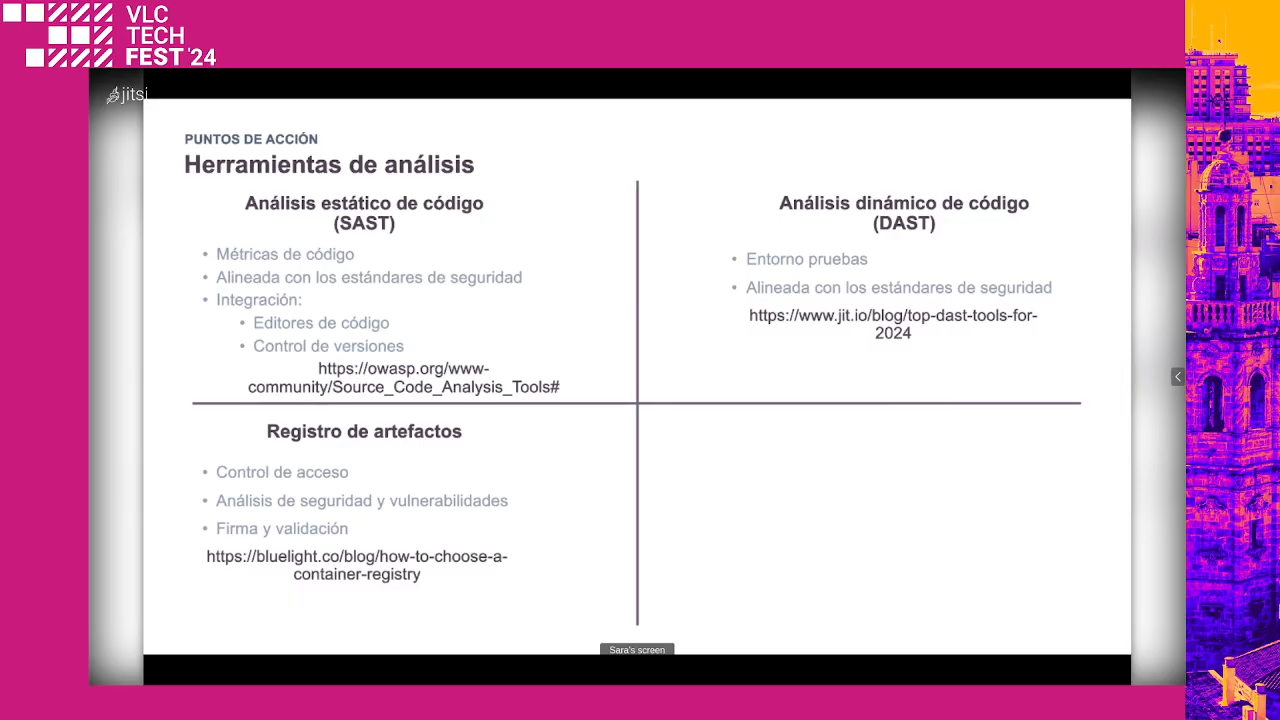 VLC
TECH
FEST '24
jitsi
PUNTOS DE ACCIÓN
Herramientas de análisis
Análisis estático de código
(SAST)
• Métricas de código
• Alineada con los estándares de seguridad
• Integración:
• Editores de código
• Control de versiones
https://owasp.org/www-
community/Source_Code_Analysis_Tools#
Análisis dinámico de código
(DAST)
• Entorno pruebas
• Alineada con los estándares de seguridad
https://www.jit.io/blog/top-dast-tools-for-
2024
Registro de artefactos
• Control de acceso
• Análisis de seguridad y vulnerabilidades
• Firma y validación
https://bluelight.co/blog/how-to-choose-a-
container-registry
Sara's screen